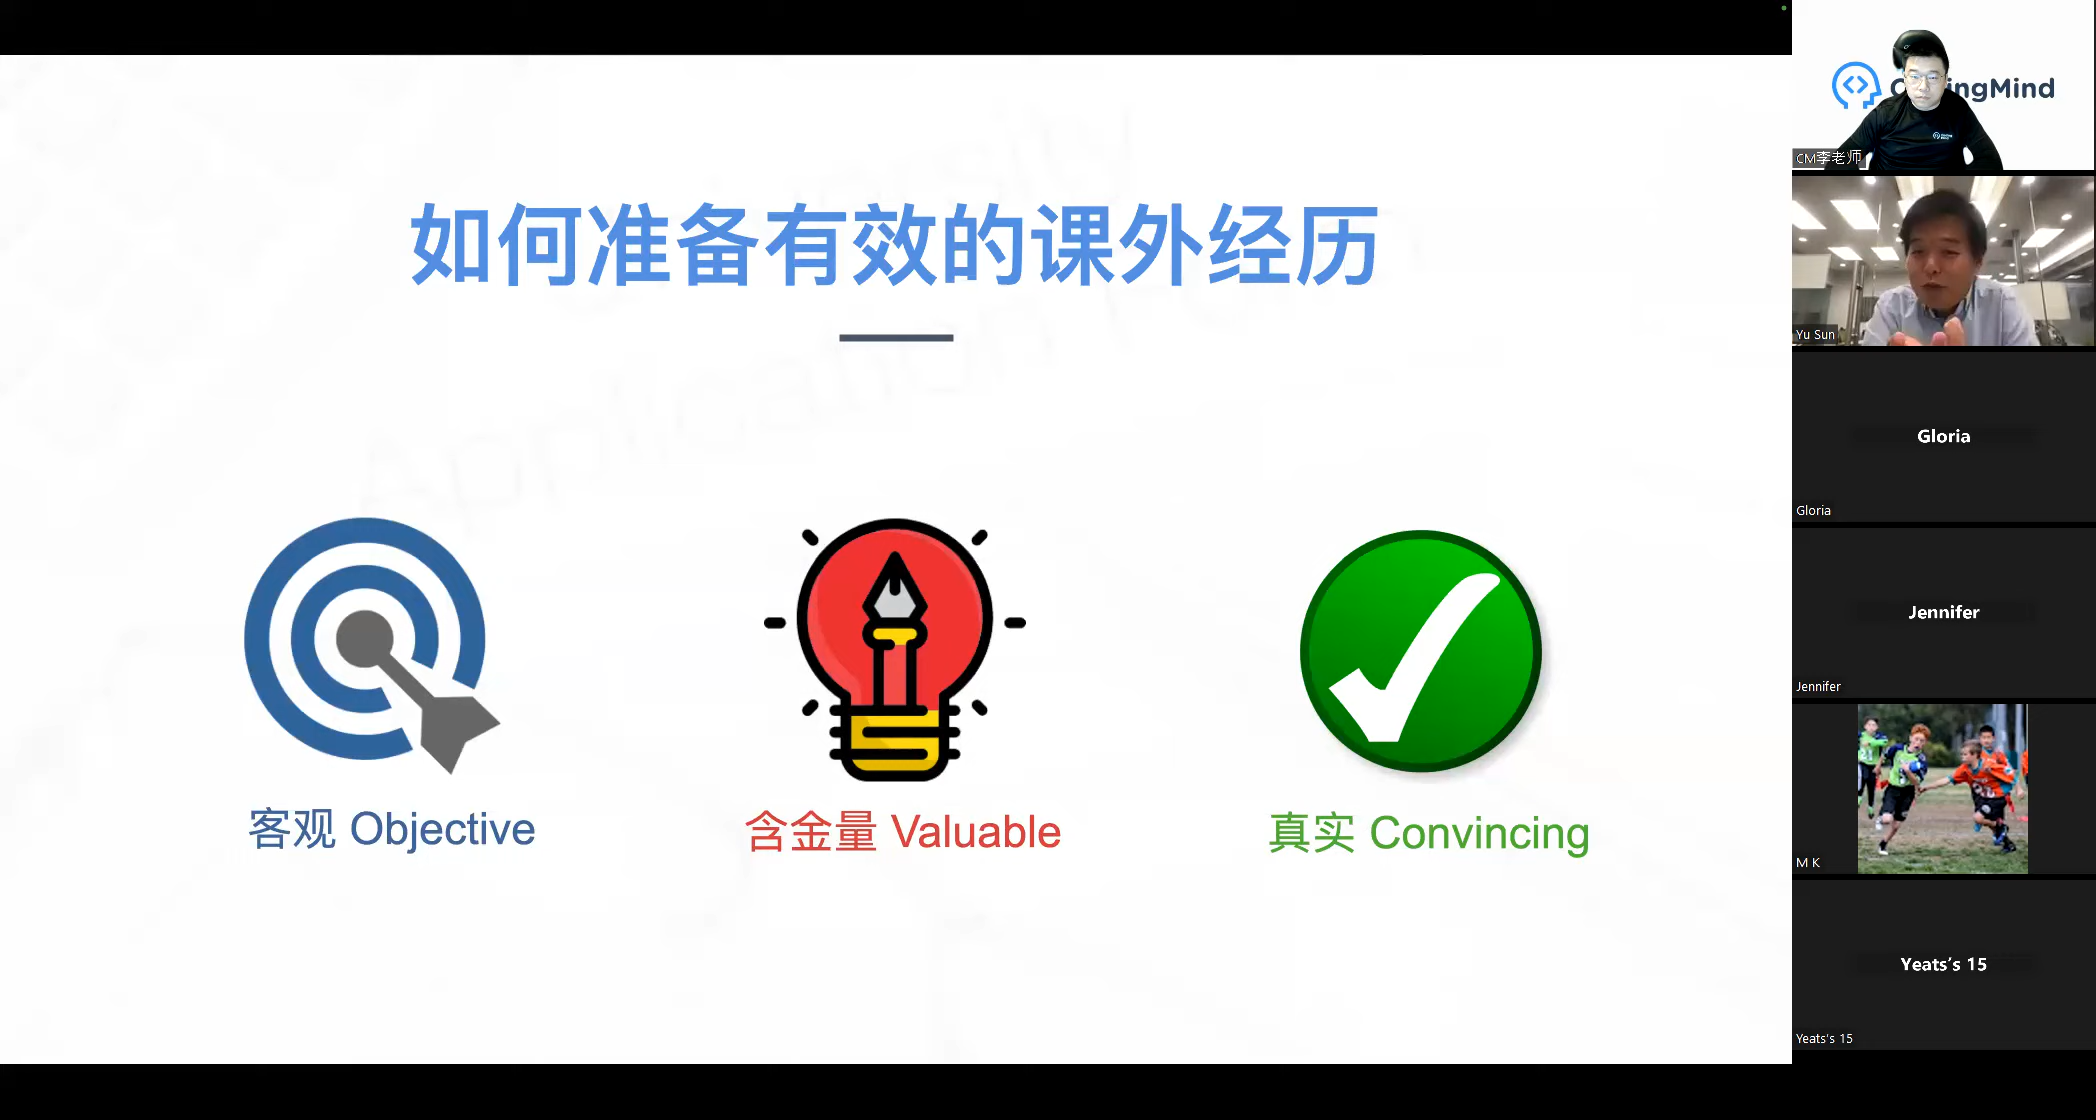 如何准备有效的课外经历
客观 Objective
含金量 Valuable
真实 Convincing
CM李老师
Yu Sun
Gloria
Gloria
Jennifer
Jennifer
M K
Yeats's 15
Yeats's 15